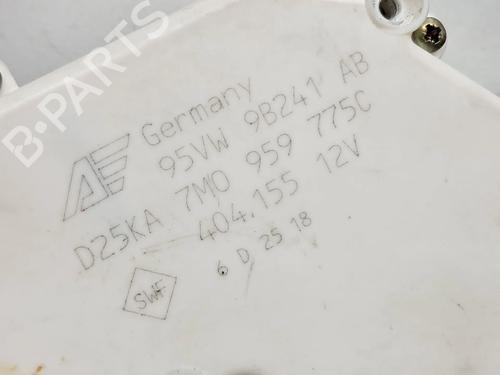 B-PARTS
Germany
95VW 9B241 AB
D25KA 7M0 959 775C
404.155 12V
6 D 25 18
SWF